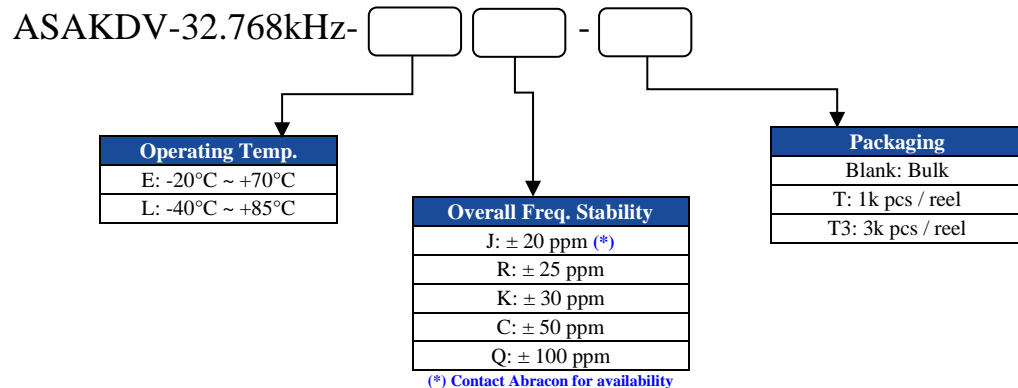 ASAKDV-32.768kHz- -
Operating Temp.
E: -20°C ~ +70°C
L: -40°C ~ +85°C
Overall Freq. Stability
J: ± 20 ppm (*)
R: ± 25 ppm
K: ± 30 ppm
C: ± 50 ppm
Q: ± 100 ppm
(*) Contact Abracon for availability
Packaging
Blank: Bulk
T: 1k pcs / reel
T3: 3k pcs / reel